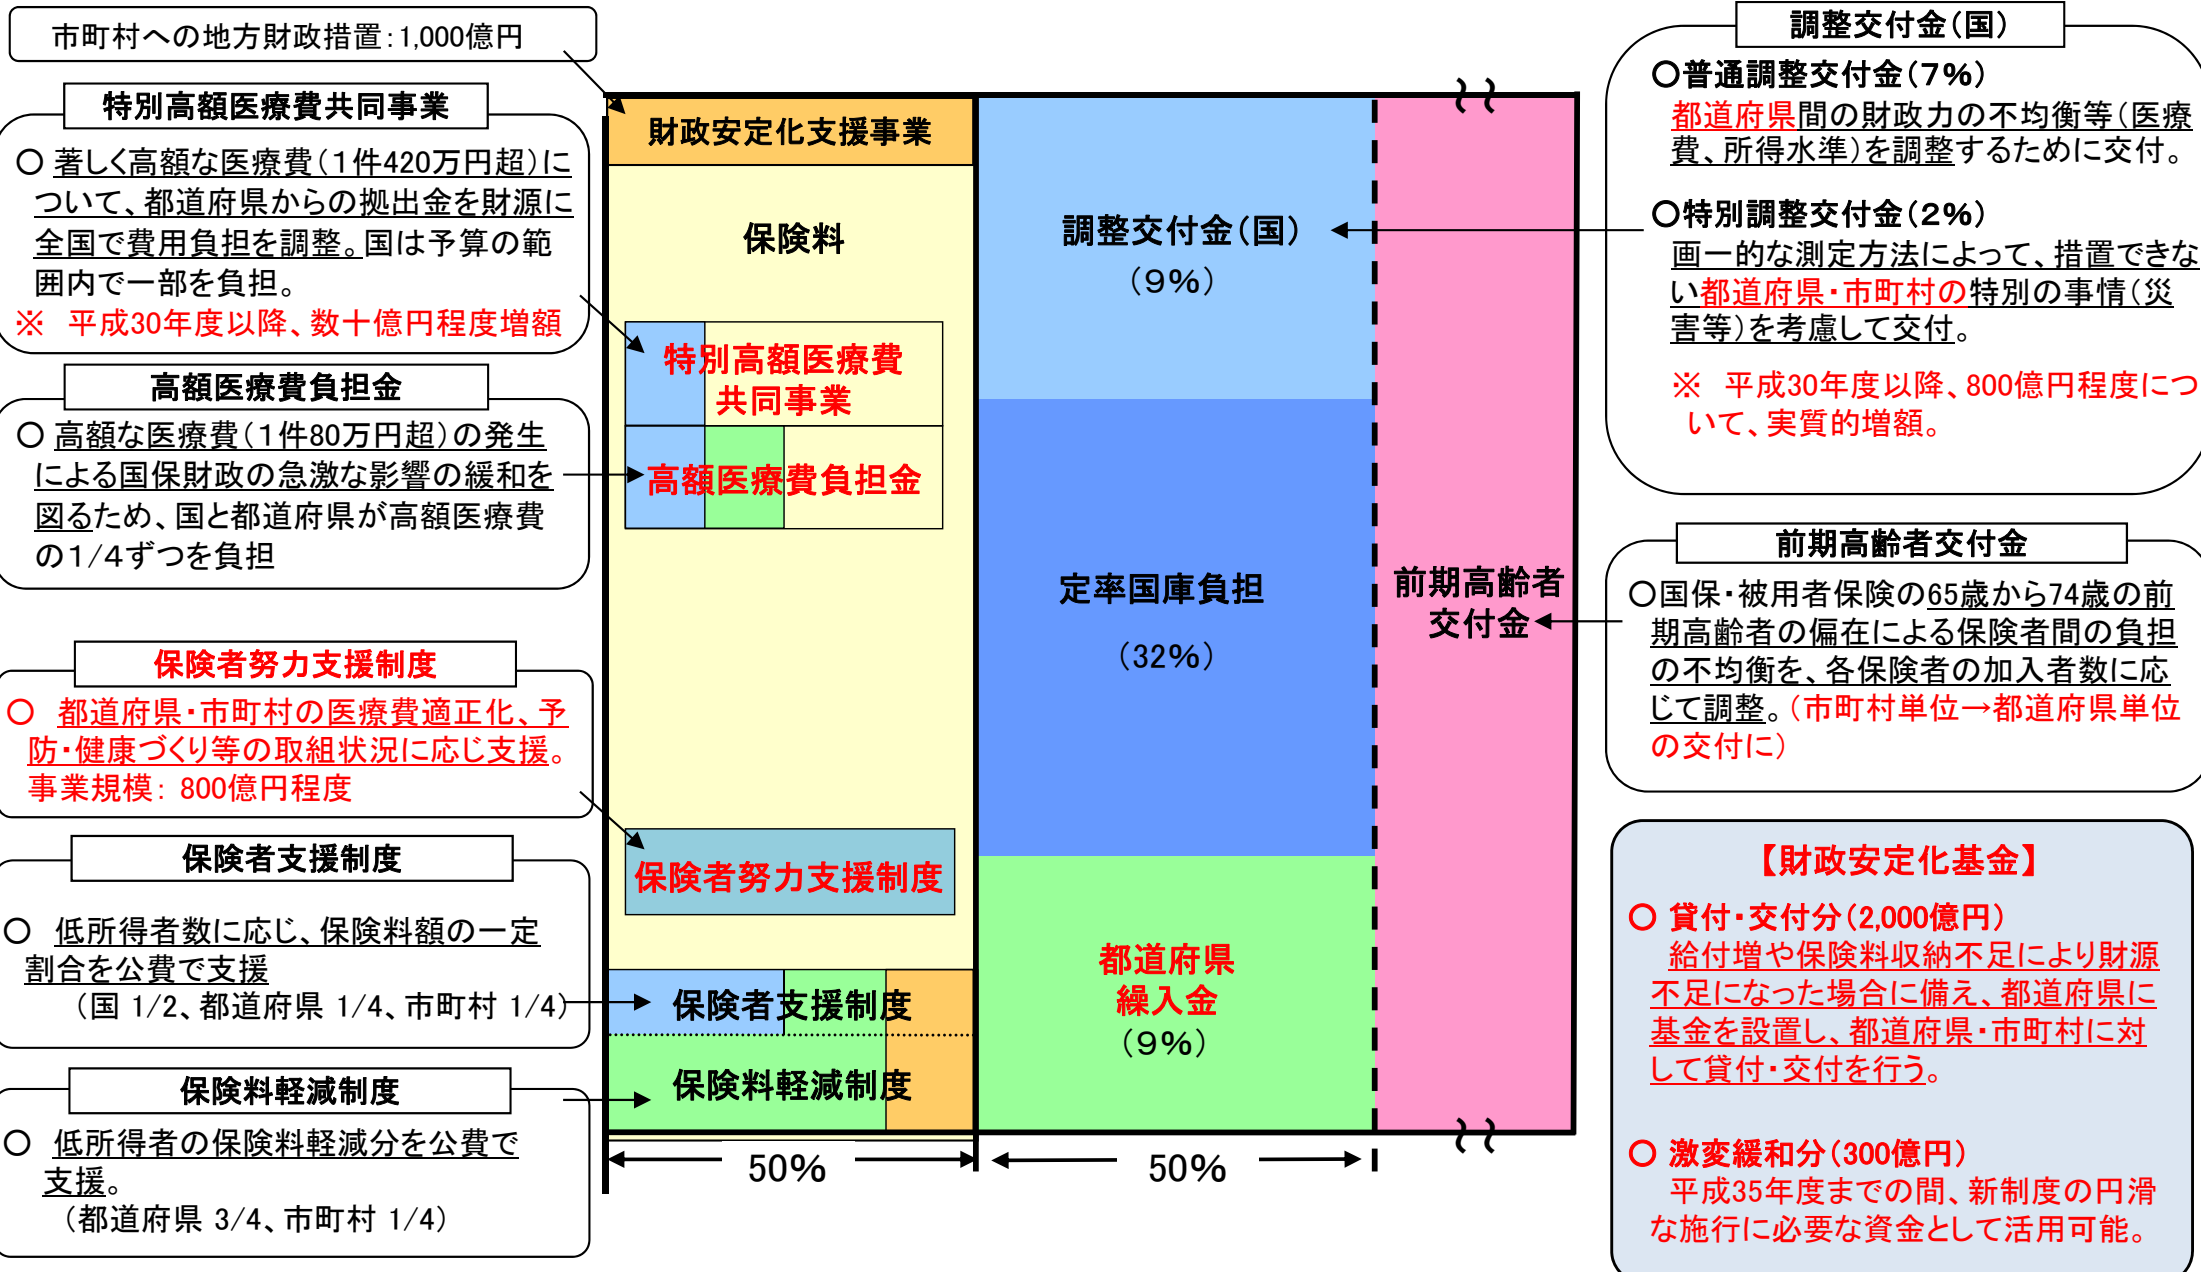 市町村への地方財政措置：1,000億円
特別高額医療費共同事業
○ 著しく高額な医療費（１件420万円超）に
ついて、都道府県からの拠出金を財源に
全国で費用負担を調整。国は予算の範
囲内で一部を負担。
※ 平成30年度以降、数十億円程度増額
高額医療費負担金
○ 高額な医療費（１件80万円超）の発生
による国保財政の急激な影響の緩和を
図るため、国と都道府県が高額医療費
の１/４ずつを負担
保険者努力支援制度
○ 都道府県・市町村の医療費適正化、予
防・健康づくり等の取組状況に応じ支援。
事業規模： 800億円程度
保険者支援制度
○ 低所得者数に応じ、保険料額の一定
割合を公費で支援
（国 1/2、都道府県 1/4、市町村 1/4）
保険料軽減制度
○ 低所得者の保険料軽減分を公費で
支援。
（都道府県 3/4、市町村 1/4）
財政安定化支援事業
保険料
特別高額医療費
共同事業
高額医療費負担金
保険者努力支援制度
保険者支援制度
保険料軽減制度
50%
調整交付金（国）
（９%）
定率国庫負担
（32%）
都道府県
繰入金
（９%）
50%
前期高齢者
交付金
調整交付金（国）
○普通調整交付金（７%）
都道府県間の財政力の不均衡等（医療
費、所得水準）を調整するために交付。
○特別調整交付金（２%）
画一的な測定方法によって、措置できな
い都道府県・市町村の特別の事情（災
害等）を考慮して交付。
※ 平成30年度以降、800億円程度につ
いて、実質的増額。
前期高齢者交付金
○国保・被用者保険の65歳から74歳の前
期高齢者の偏在による保険者間の負担
の不均衡を、各保険者の加入者数に応
じて調整。（市町村単位→都道府県単位
の交付に）
【財政安定化基金】
○ 貸付・交付分（2,000億円）
給付増や保険料収納不足により財源
不足になった場合に備え、都道府県に
基金を設置し、都道府県・市町村に対
して貸付・交付を行う。
○ 激変緩和分（300億円）
平成35年度までの間、新制度の円滑
な施行に必要な資金として活用可能。